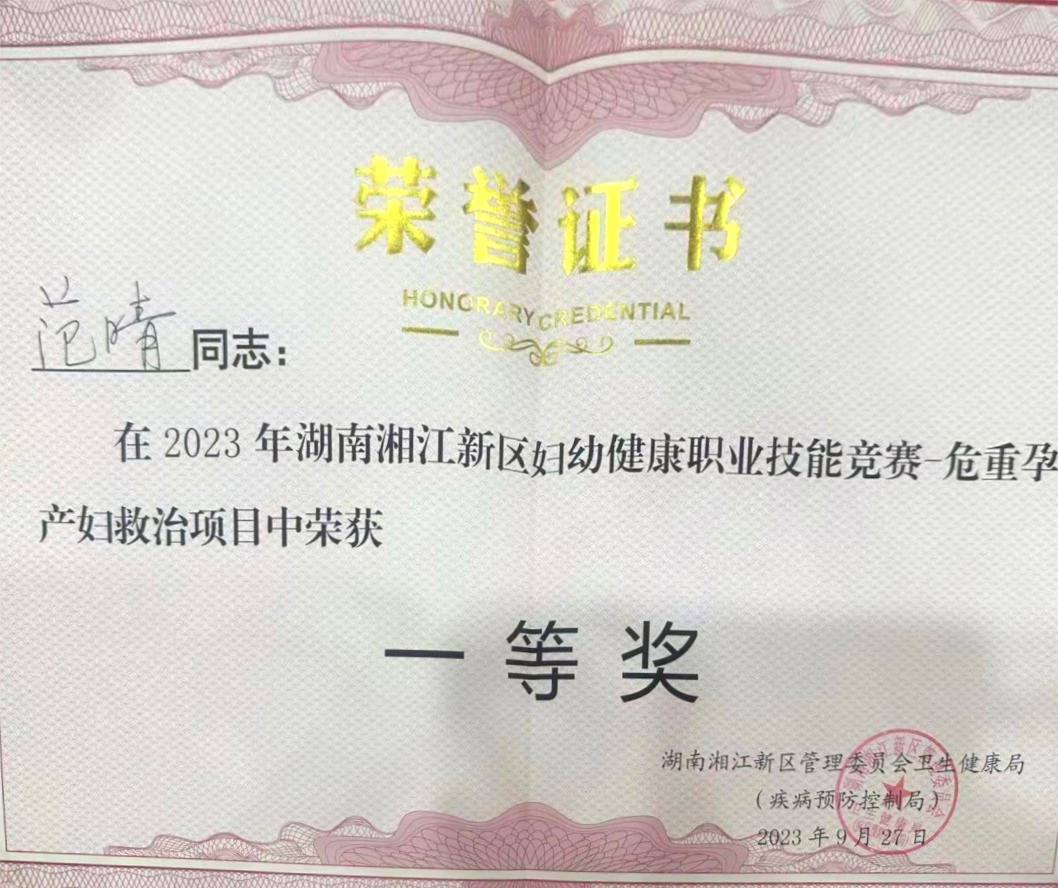 荣誉证书
HONORARY CREDENTIAL
范晴同志：
在 2023 年湖南湘江新区妇幼健康职业技能竞赛-危重孕
产妇救治项目中荣获
一等奖
湖南湘江新区管理委员会卫生健康局
（疾病预防控制局）
2023 年 9 月 27 日